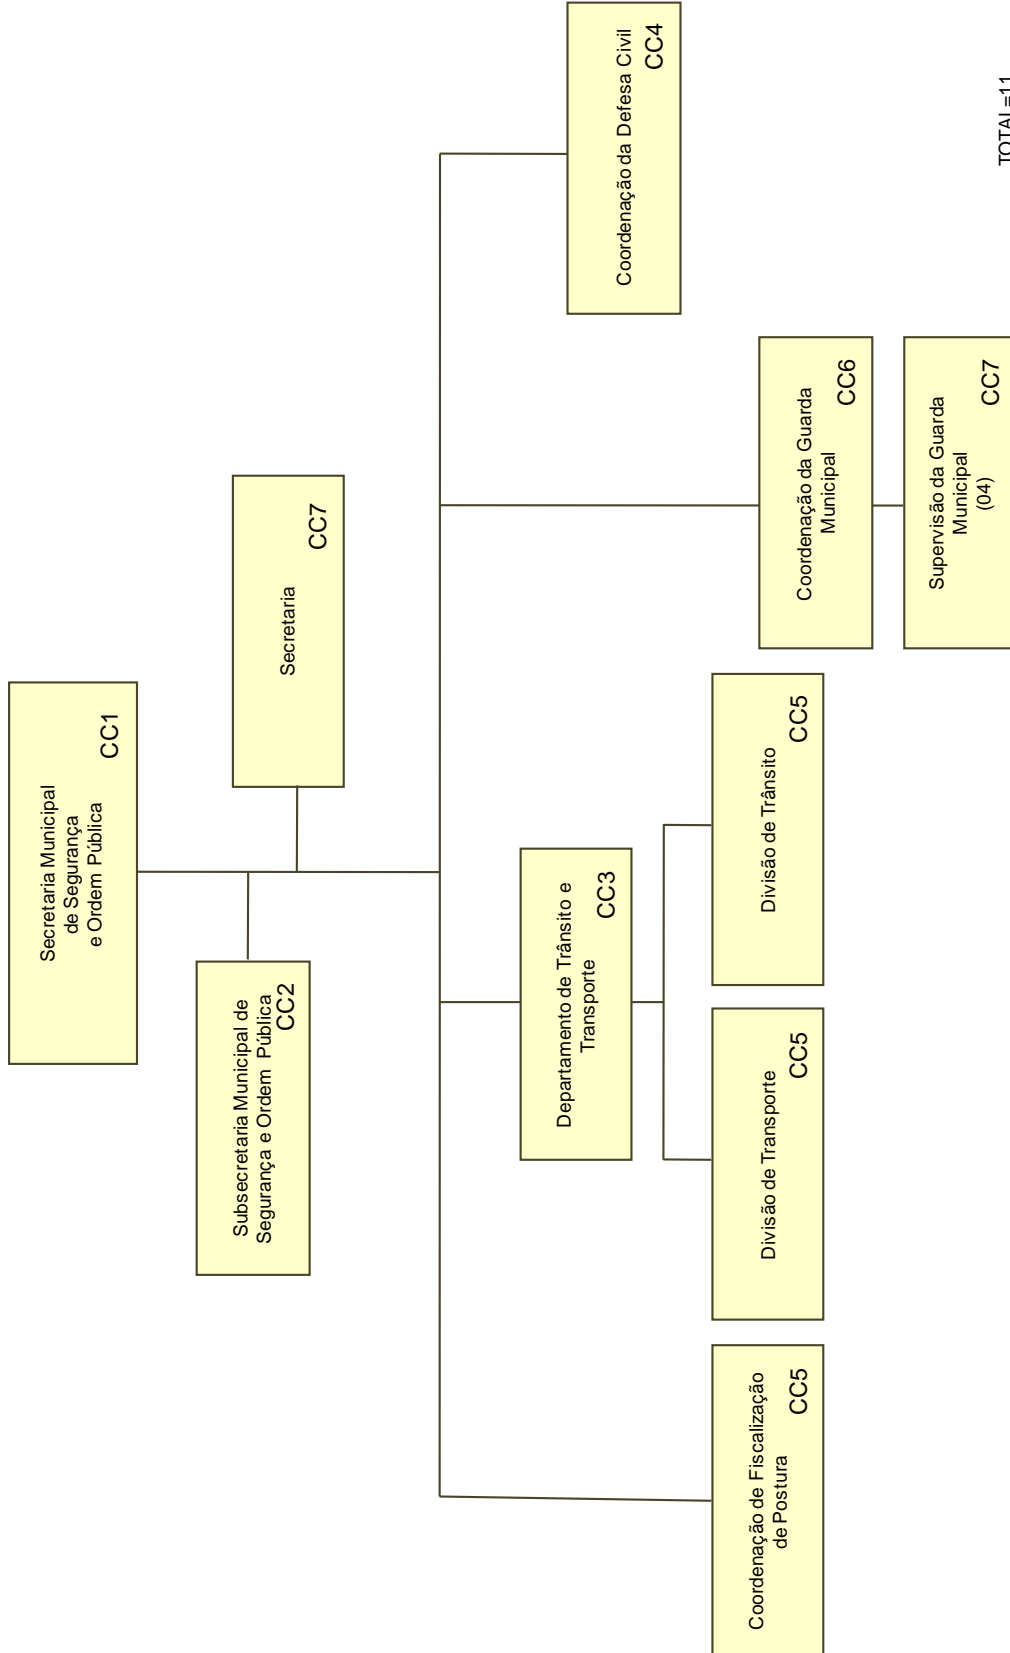 Secretaria Municipal
de Segurança
e Ordem Pública
CC1
Subsecretaria Municipal de
Segurança e Ordem Pública
CC2
Secretaria
CC7
Coordenação de Fiscalização
de Postura
CC5
Departamento de Trânsito e
Transporte
CC3
Divisão de Transporte
CC5
Divisão de Trânsito
CC5
Coordenação da Guarda
Municipal
CC6
Supervisão da Guarda
Municipal
(04)
CC7
Coordenação da Defesa Civil
CC4
TOTAL=11